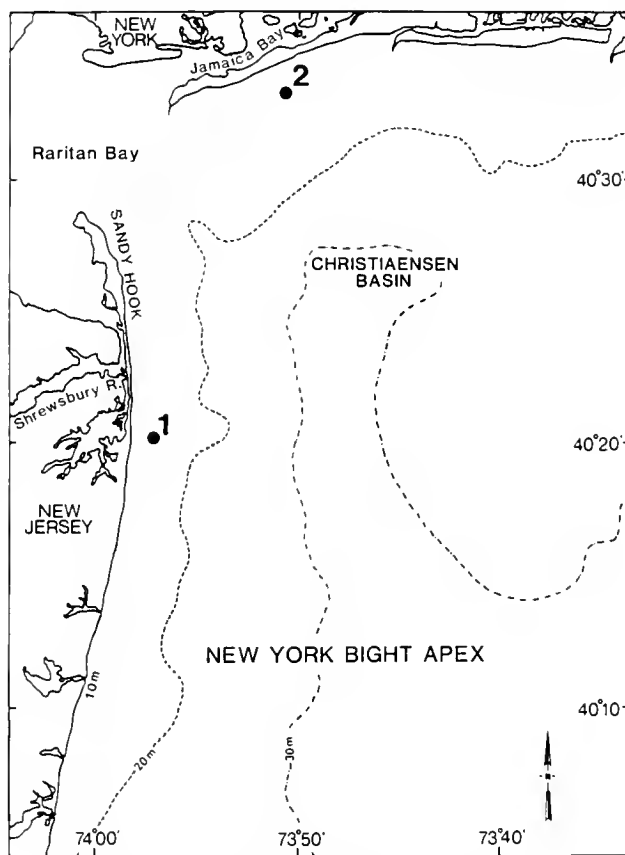 NEW
YORK
Jamaica Bay
2
Raritan Bay
40°30'
SANDY HOOK
CHRISTIAENSEN
BASIN
Shrewsbury R.
1
40°20'
NEW
JERSEY
NEW YORK BIGHT APEX
10m
20m
30m
40°10'
74°00'
73°50'
73°40'